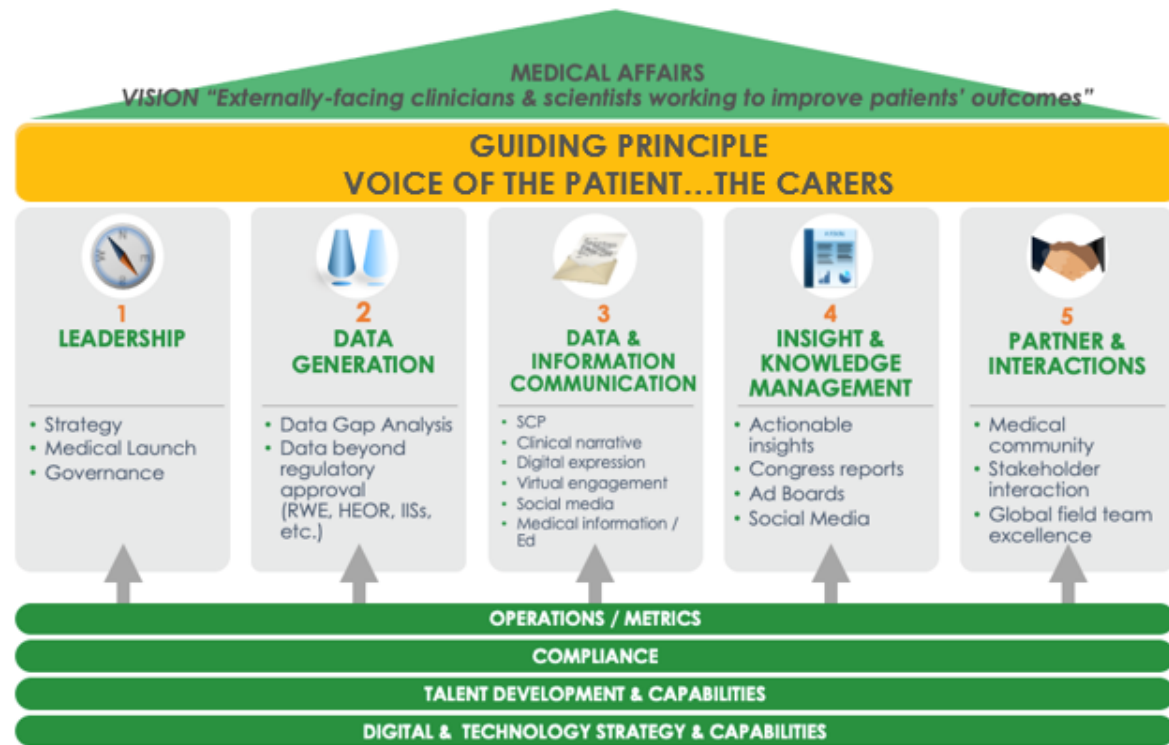 MEDICAL AFFAIRS
VISION “Externally-facing clinicians & scientists working to improve patients’ outcomes”
GUIDING PRINCIPLE
VOICE OF THE PATIENT...THE CARERS
1
LEADERSHIP
• Strategy
• Medical Launch
• Governance
2
DATA
GENERATION
• Data Gap Analysis
• Data beyond
regulatory
approval
(RWE, HEOR, IISs,
etc.)
3
DATA &
INFORMATION
COMMUNICATION
• SCP
• Clinical narrative
• Digital expression
• Virtual engagement
• Social media
• Medical information /
Ed
4
INSIGHT &
KNOWLEDGE
MANAGEMENT
• Actionable
insights
• Congress reports
• Ad Boards
• Social Media
5
PARTNER &
INTERACTIONS
• Medical
community
• Stakeholder
interaction
• Global field team
excellence
OPERATIONS / METRICS
COMPLIANCE
TALENT DEVELOPMENT & CAPABILITIES
DIGITAL & TECHNOLOGY STRATEGY & CAPABILITIES